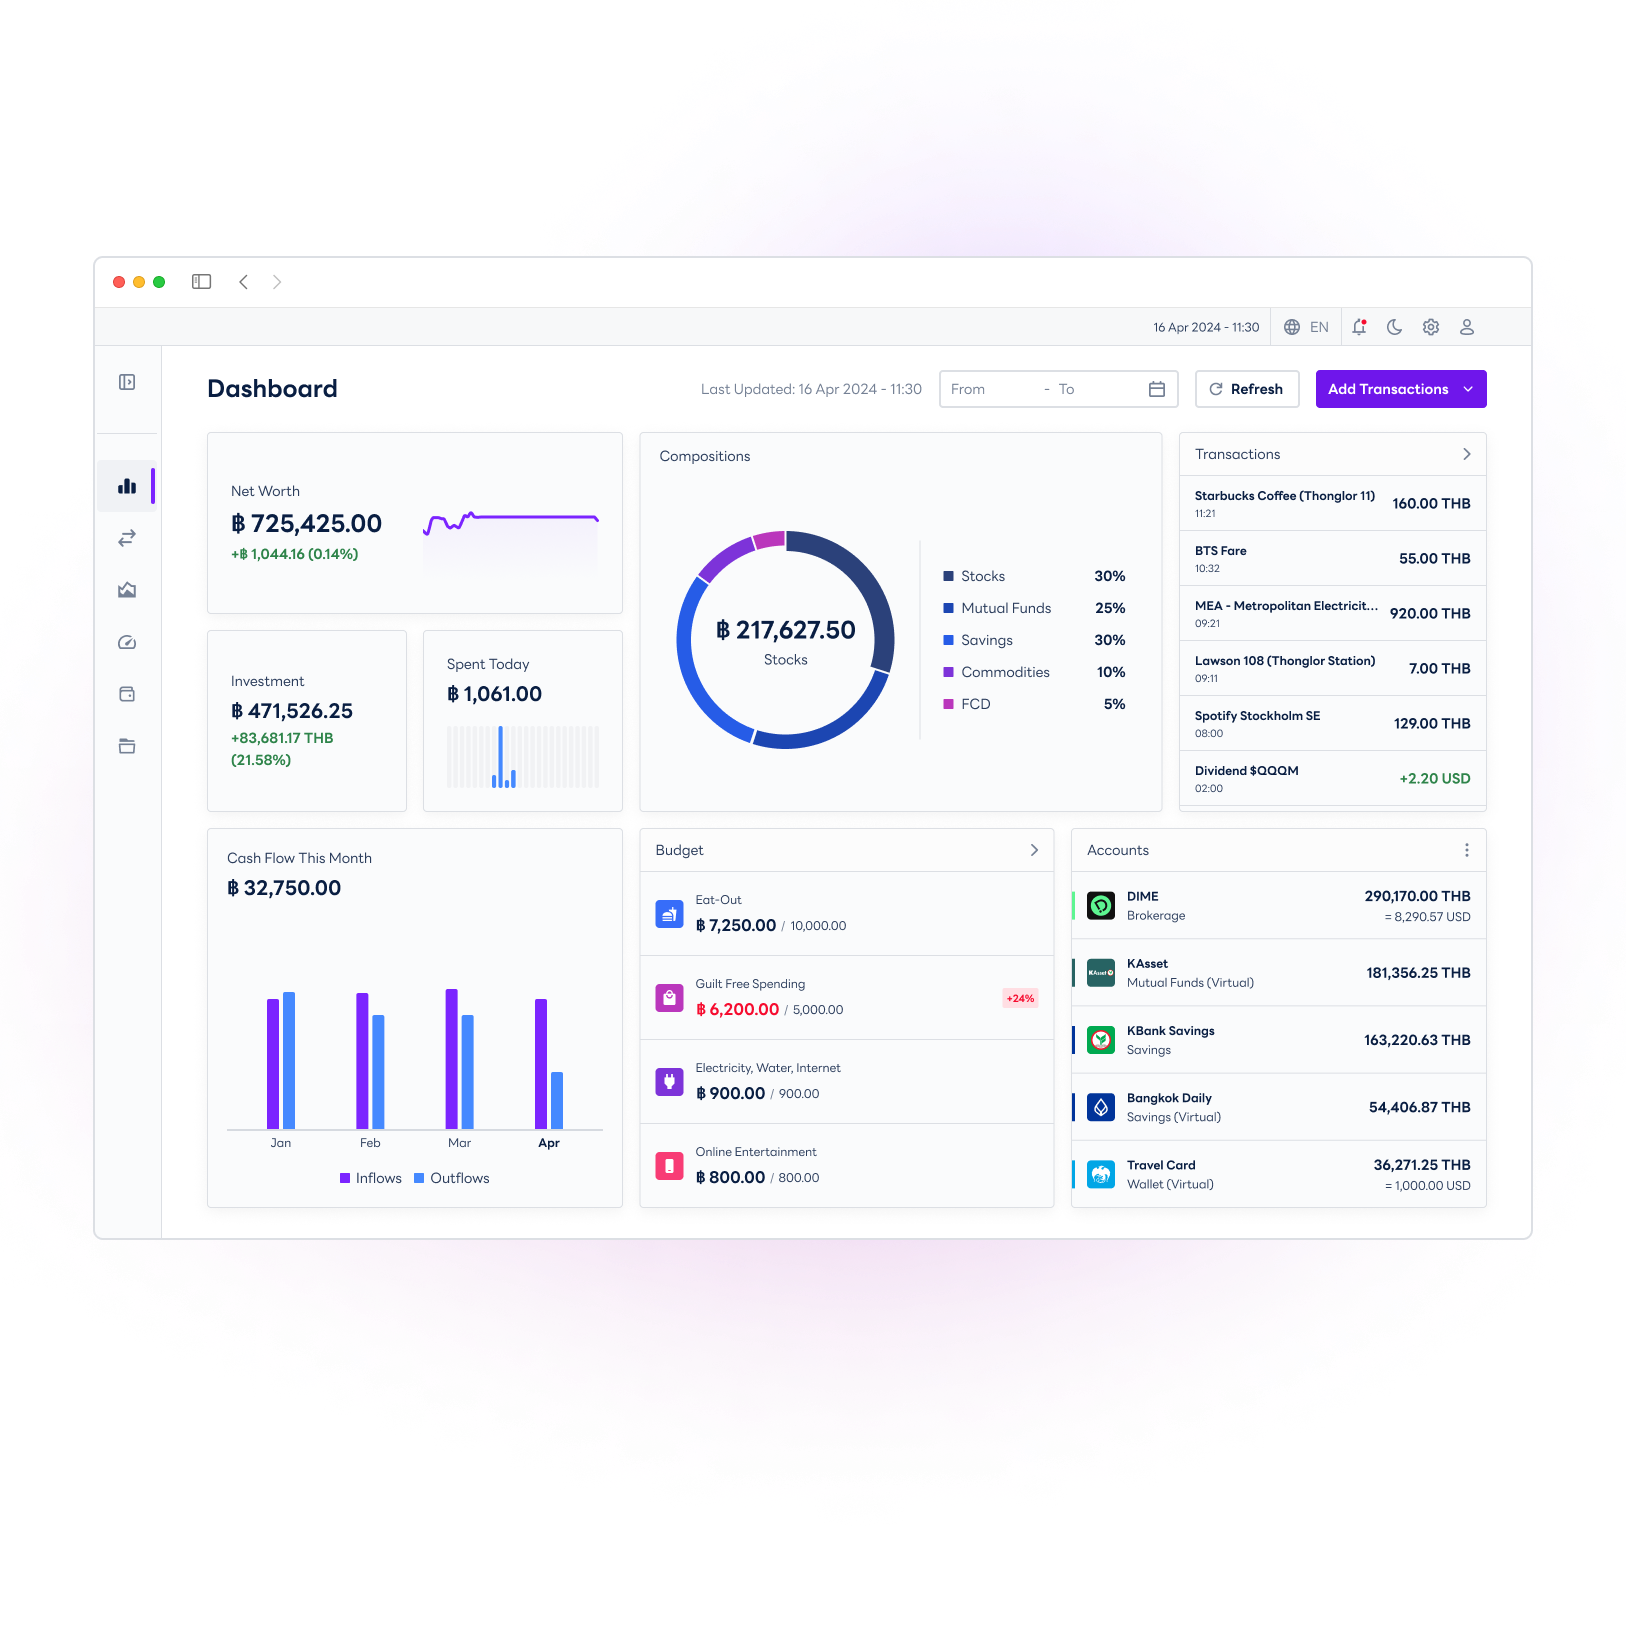 16 Apr 2024 - 11:30
EN
Dashboard
Last Updated: 16 Apr 2024 - 11:30
From - To
Refresh
Add Transactions
Net Worth
฿ 725,425.00
+฿ 1,044.16 (0.14%)
Investment
฿ 471,526.25
+83,681.17 THB
(21.58%)
Spent Today
฿ 1,061.00
Compositions
฿ 217,627.50
Stocks
Stocks 30%
Mutual Funds 25%
Savings 30%
Commodities 10%
FCD 5%
Transactions
Starbucks Coffee (Thonglor 11) 160.00 THB
11:21
BTS Fare 55.00 THB
10:32
MEA - Metropolitan Electricit... 920.00 THB
09:21
Lawson 108 (Thonglor Station) 7.00 THB
09:11
Spotify Stockholm SE 129.00 THB
08:00
Dividend $QQQM +2.20 USD
02:00
Cash Flow This Month
฿ 32,750.00
Jan Feb Mar Apr
Inflows Outflows
Budget
Eat-Out
฿ 7,250.00 / 10,000.00
Guilt Free Spending
฿ 6,200.00 / 5,000.00
+24%
Electricity, Water, Internet
฿ 900.00 / 900.00
Online Entertainment
฿ 800.00 / 800.00
Accounts
DIME 290,170.00 THB
Brokerage = 8,290.57 USD
KAsset
KAsset 181,356.25 THB
Mutual Funds (Virtual)
KBank Savings 163,220.63 THB
Savings
Bangkok Daily 54,406.87 THB
Savings (Virtual)
Travel Card 36,271.25 THB
Wallet (Virtual) = 1,000.00 USD